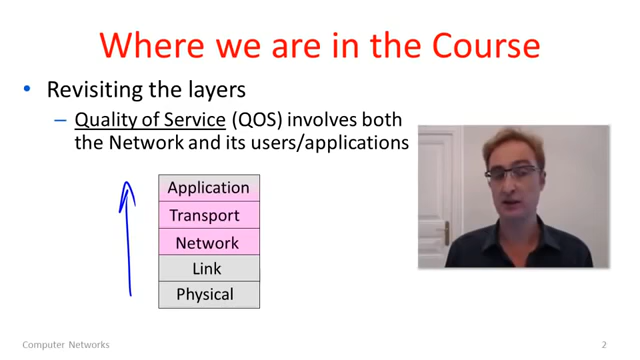 Where we are in the Course
• Revisiting the layers
– Quality of Service (QOS) involves both
the Network and its users/applications
Application
Transport
Network
Link
Physical
Computer Networks
2